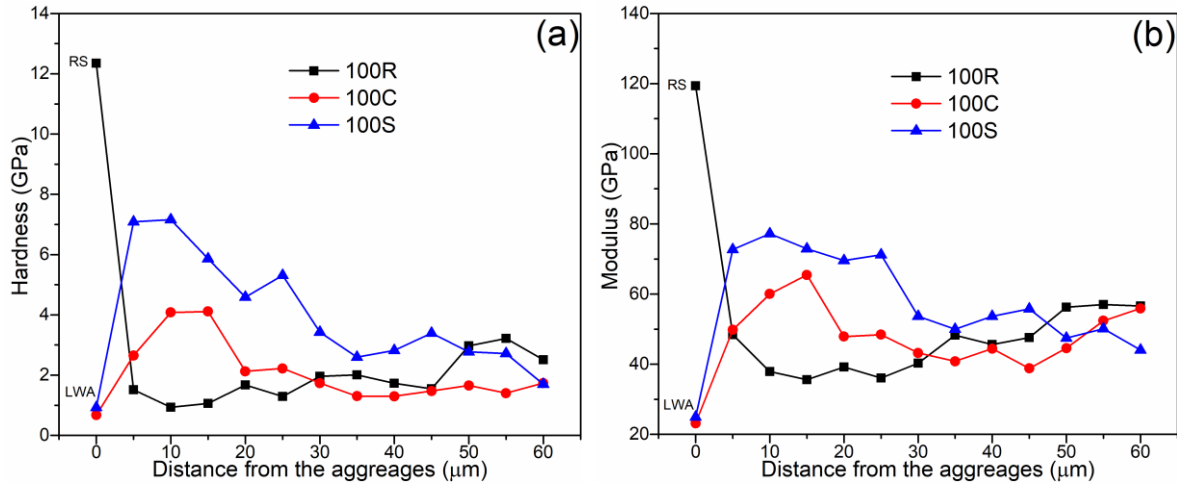 (a)
14
12
10
8
6
4
2
0
Hardness (GPa)
RS
LWA
100R
100C
100S
0 10 20 30 40 50 60
Distance from the aggreages (μm)
(b)
140
120
100
80
60
40
20
Modulus (GPa)
RS
LWA
100R
100C
100S
0 10 20 30 40 50 60
Distance from the aggreages (μm)